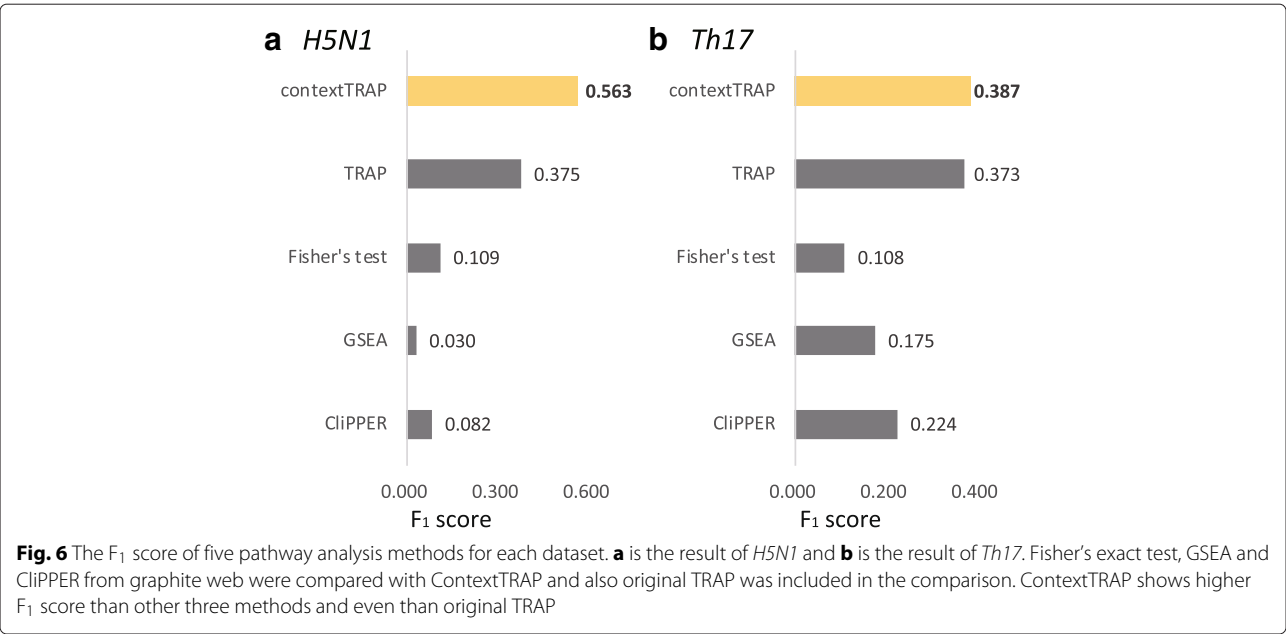 a H5N1
contextTRAP 0.563
TRAP 0.375
Fisher's test 0.109
GSEA 0.030
CliPPER 0.082
0.000 0.300 0.600
F₁ score
b Th17
contextTRAP 0.387
TRAP 0.373
Fisher's test 0.108
GSEA 0.175
CliPPER 0.224
0.000 0.200 0.400
F₁ score
Fig. 6 The F₁ score of five pathway analysis methods for each dataset. a is the result of H5N1 and b is the result of Th17. Fisher’s exact test, GSEA and
CliPPER from graphite web were compared with ContextTRAP and also original TRAP was included in the comparison. ContextTRAP shows higher
F₁ score than other three methods and even than original TRAP